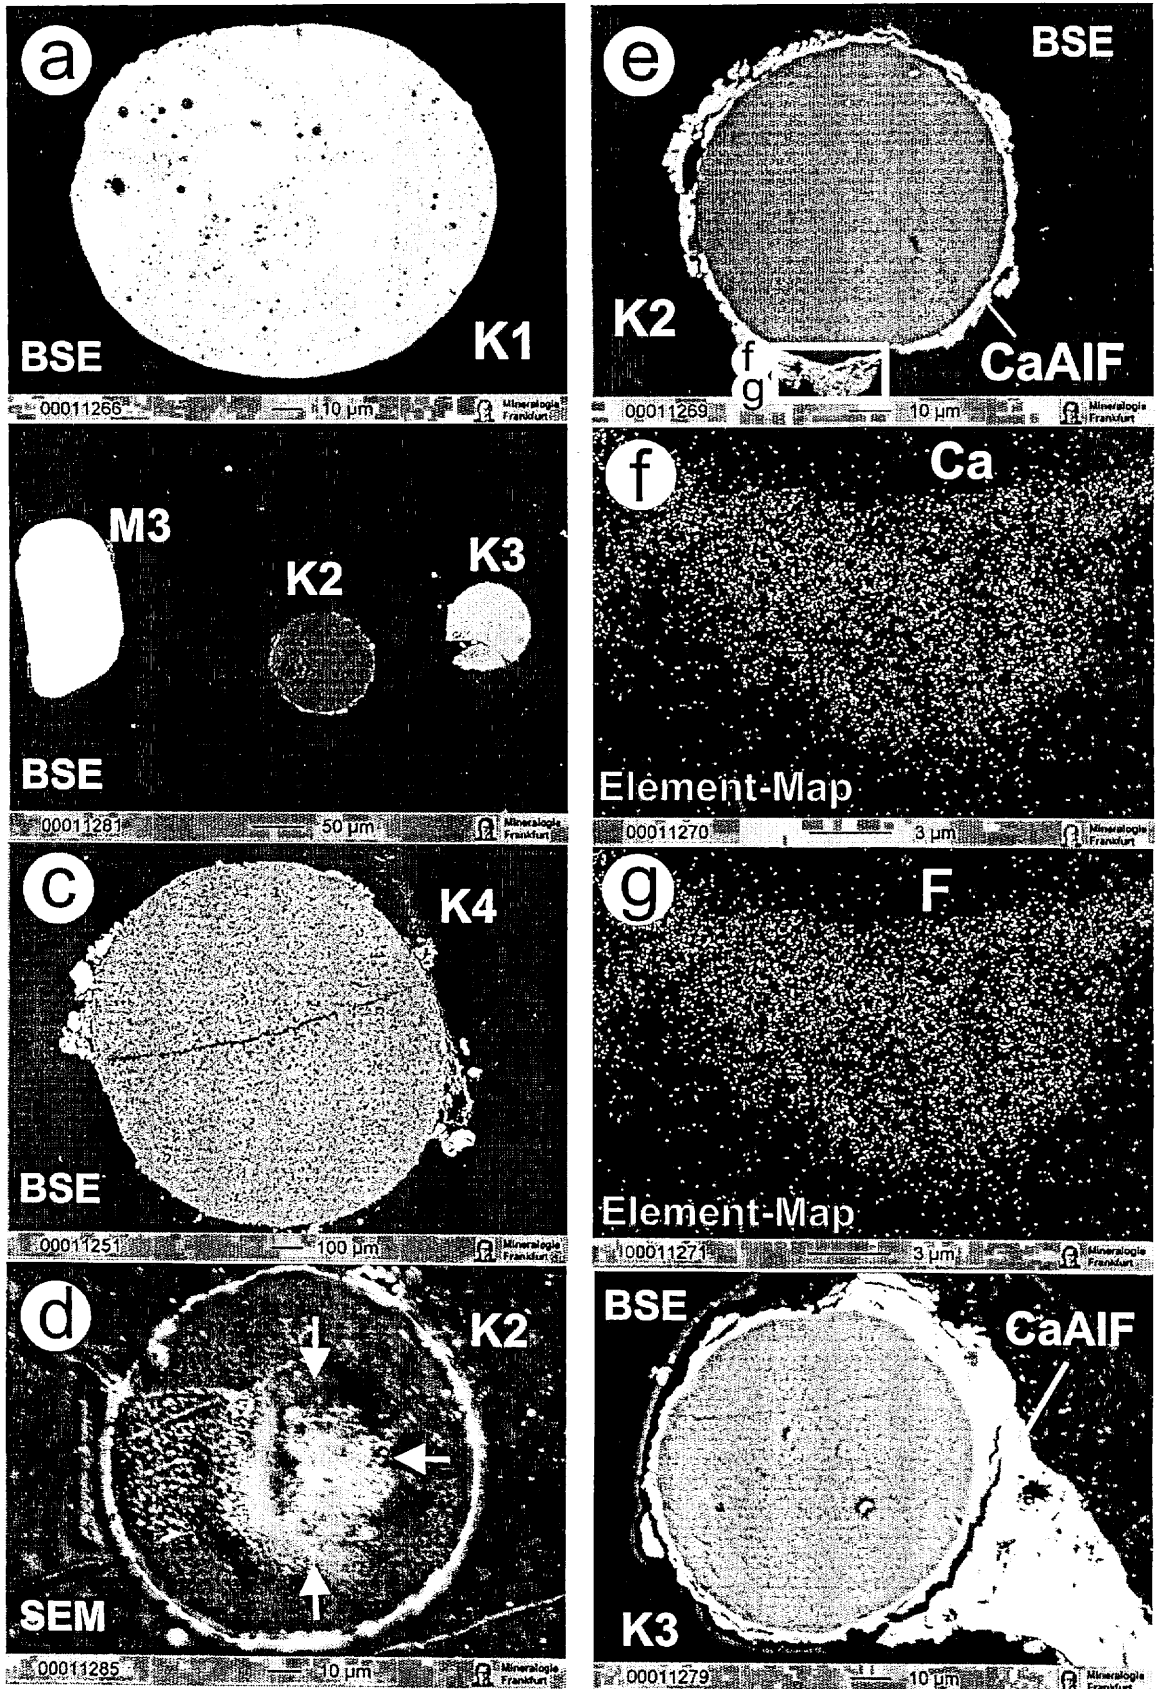 a
BSE
K1
00011266
10 µm
Mineralogie
Frankfurt
M3
K2
K3
BSE
00011281
50 µm
Mineralogie
Frankfurt
c
K4
BSE
00011251
100 µm
Mineralogie
Frankfurt
d
K2
SEM
00011285
10 µm
Mineralogie
Frankfurt
e
BSE
K2
CaAlF
f
g
00011269
10 µm
Mineralogie
Frankfurt
f
Ca
Element-Map
00011270
3 µm
Mineralogie
Frankfurt
g
F
Element-Map
00011271
3 µm
Mineralogie
Frankfurt
BSE
CaAlF
K3
00011279
10 µm
Mineralogie
Frankfurt